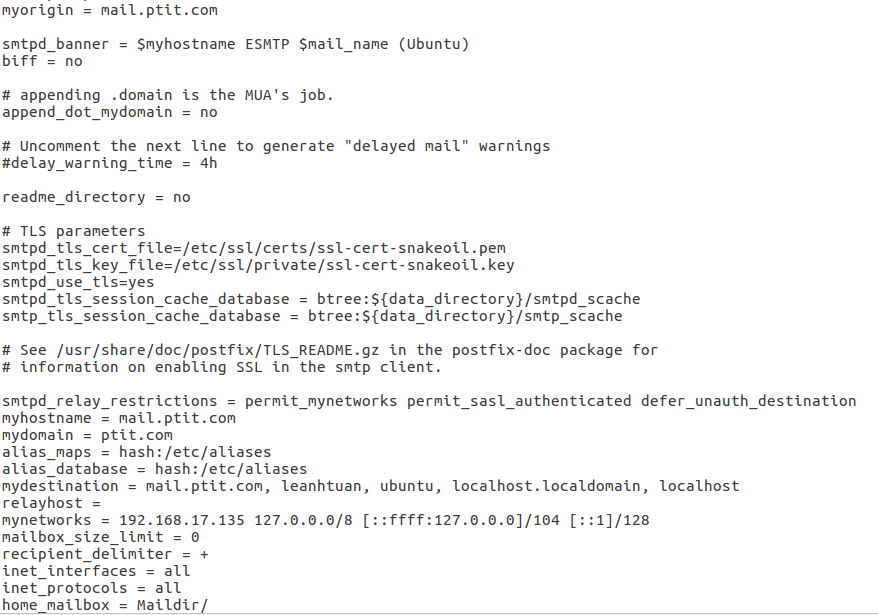 myorigin = mail.ptit.com
smtpd_banner = $myhostname ESMTP $mail_name (Ubuntu)
biff = no
# appending .domain is the MUA's job.
append_dot_mydomain = no
# Uncomment the next line to generate "delayed mail" warnings
#delay_warning_time = 4h
readme_directory = no
# TLS parameters
smtpd_tls_cert_file=/etc/ssl/certs/ssl-cert-snakeoil.pem
smtpd_tls_key_file=/etc/ssl/private/ssl-cert-snakeoil.key
smtpd_use_tls=yes
smtpd_tls_session_cache_database = btree:${data_directory}/smtpd_scache
smtp_tls_session_cache_database = btree:${data_directory}/smtp_scache
# See /usr/share/doc/postfix/TLS_README.gz in the postfix-doc package for
# information on enabling SSL in the smtp client.
smtpd_relay_restrictions = permit_mynetworks permit_sasl_authenticated defer_unauth_destination
myhostname = mail.ptit.com
mydomain = ptit.com
alias_maps = hash:/etc/aliases
alias_database = hash:/etc/aliases
mydestination = mail.ptit.com, leanhtuan, ubuntu, localhost.localdomain, localhost
relayhost =
mynetworks = 192.168.17.135 127.0.0.0/8 [::ffff:127.0.0.0]/104 [::1]/128
mailbox_size_limit = 0
recipient_delimiter = +
inet_interfaces = all
inet_protocols = all
home_mailbox = Maildir/